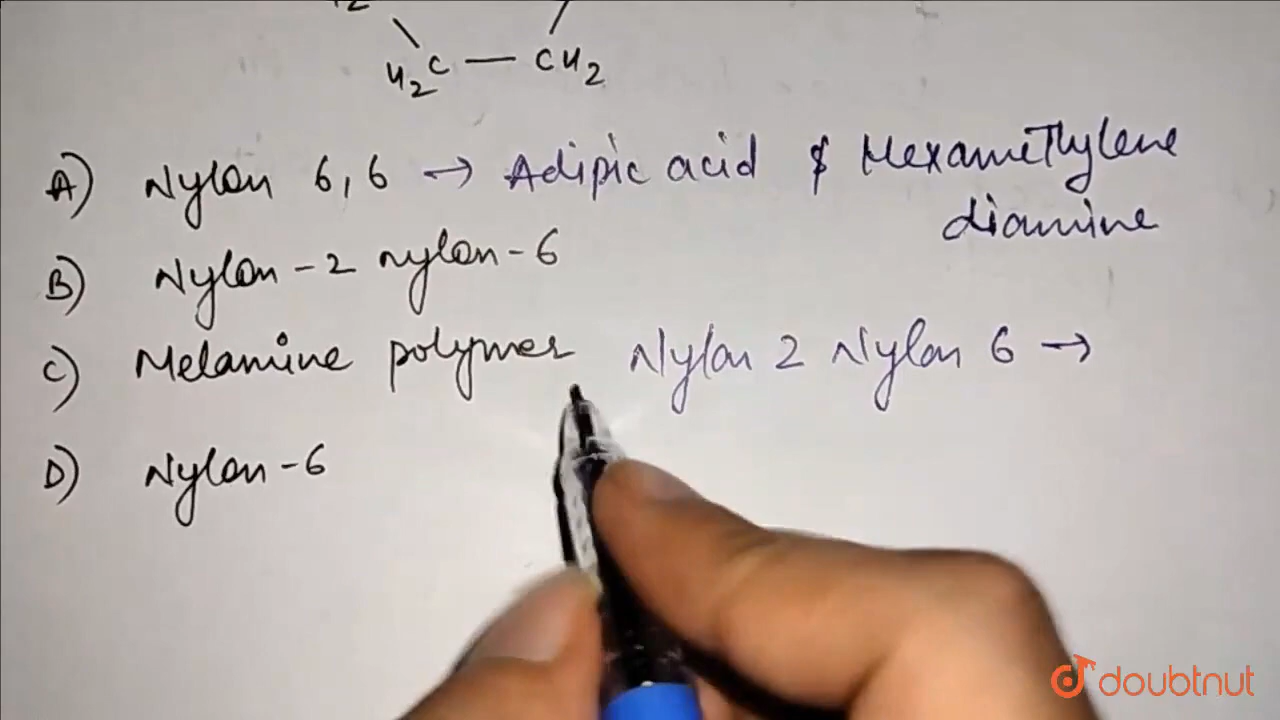 H₂C — CH₂
A) Nylon 6,6 → Adipic acid & Hexamethylene
diamine
B) Nylon-2 nylon-6
C) Melamine polymer Nylon 2 Nylon 6 →
D) Nylon-6
doubtnut